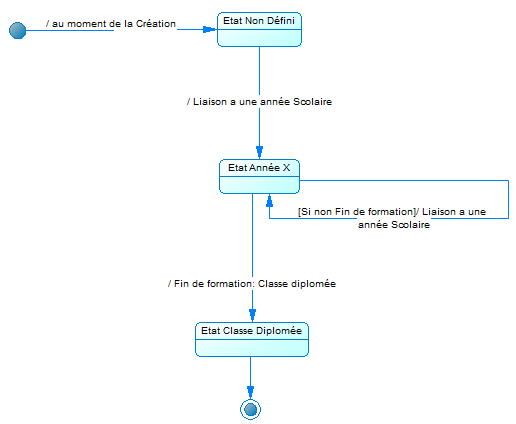 / au moment de la Création
Etat Non Défini
/ Liaison a une année Scolaire
Etat Année X
[Si non Fin de formation]/ Liaison a une
année Scolaire
/ Fin de formation: Classe diplomée
Etat Classe Diplomée